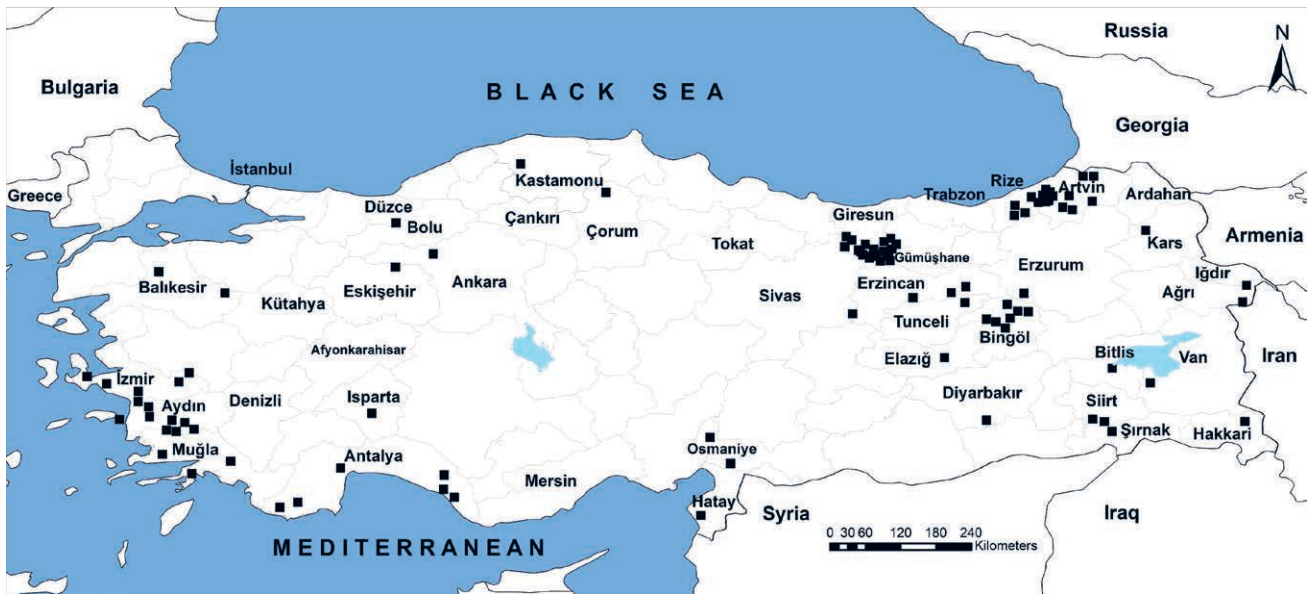 Russia
N
Bulgaria
BLACK SEA
Georgia
İstanbul
Kastamonu
Rize
Artvin
Greece
Trabzon
Ardahan
Düzce
Çankırı
Giresun
Bolu
Çorum
Tokat
Kars
Armenia
Gümüşhane
Erzurum
Iğdır
Balıkesir
Kütahya
Eskişehir
Ankara
Sivas
Erzincan
Ağrı
Tunceli
Bingöl
Afyonkarahisar
Elazığ
Bitlis
Van
Iran
İzmir
Aydın
Denizli
Isparta
Diyarbakır
Siirt
Şırnak
Hakkari
Muğla
Antalya
Osmaniye
Mersin
Hatay
Syria
Iraq
MEDITERRANEAN
0 30 60 120 180 240
Kilometers